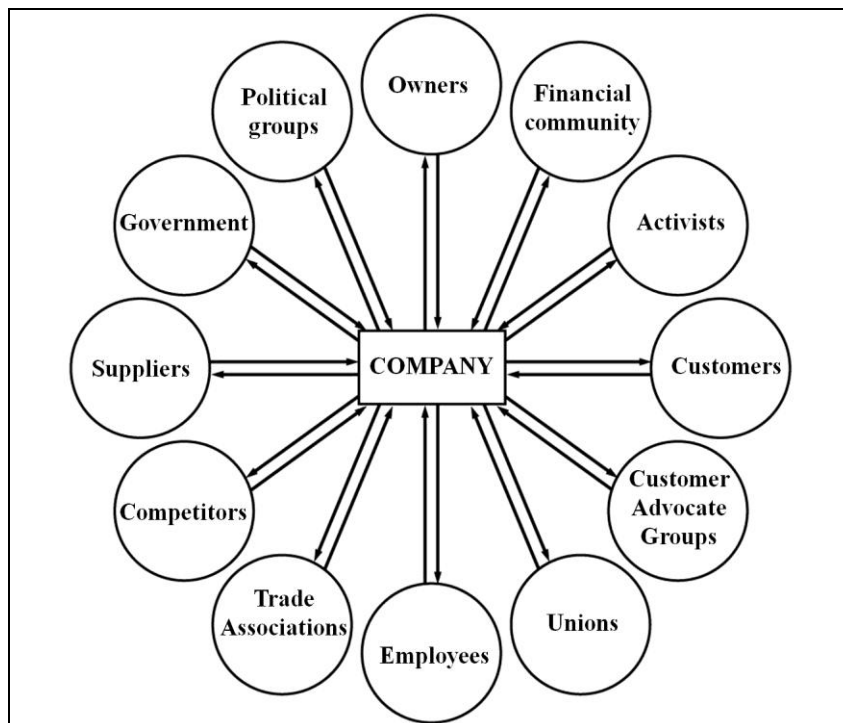 Owners
Political
groups
Financial
community
Government
Activists
Suppliers
COMPANY
Customers
Competitors
Customer
Advocate
Groups
Trade
Associations
Employees
Unions